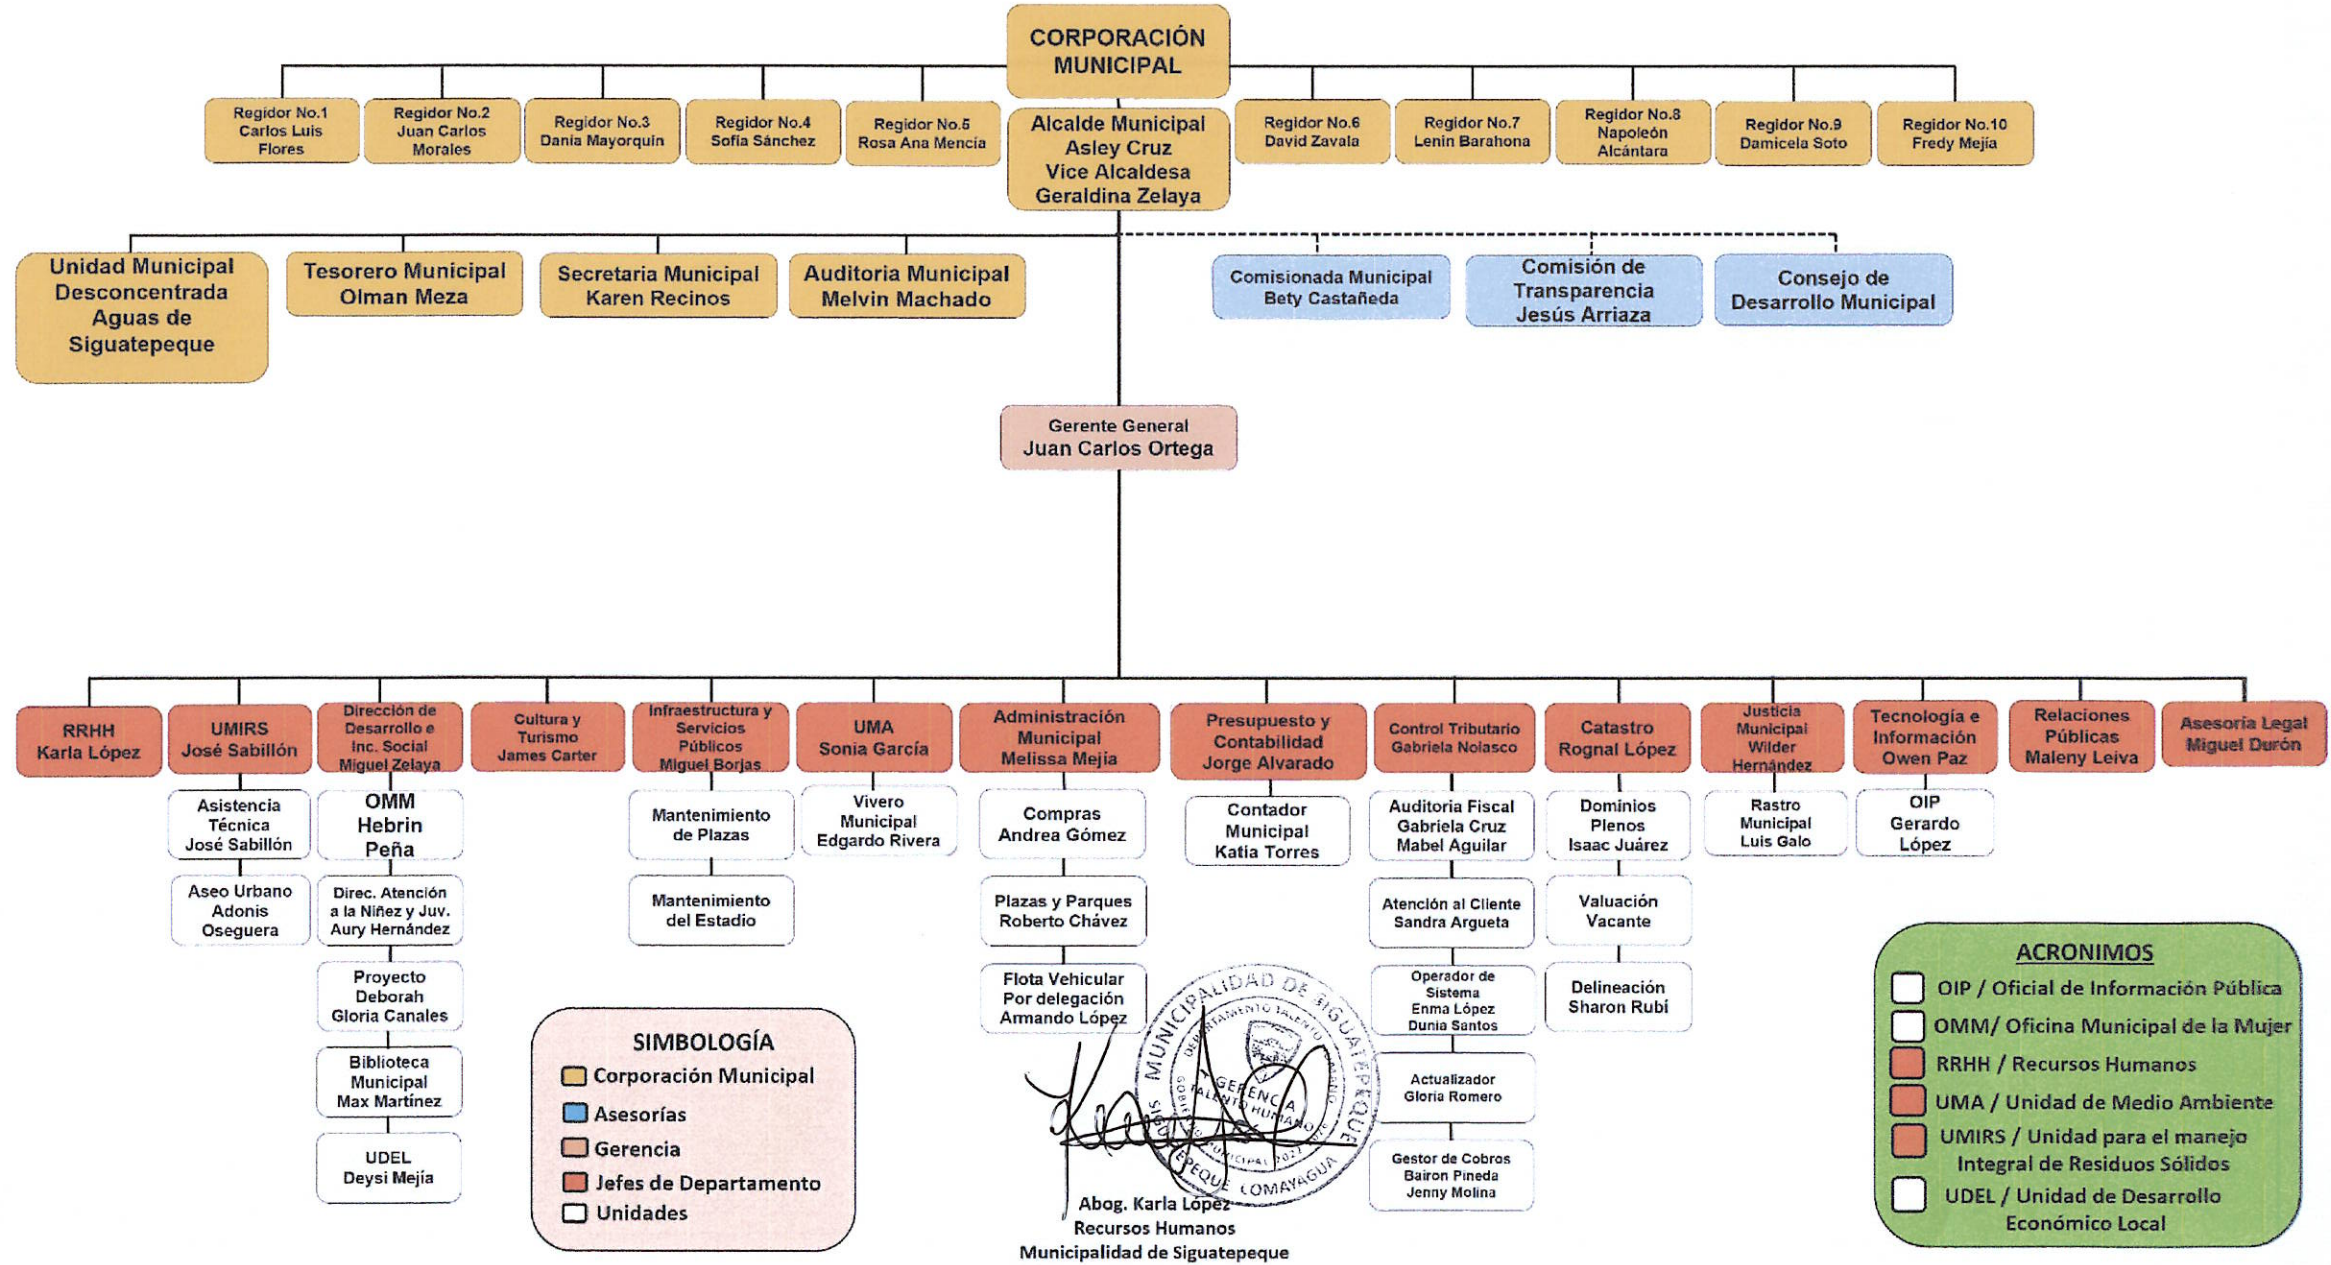 CORPORACIÓN
MUNICIPAL
Regidor No.1
Carlos Luis
Flores
Regidor No.2
Juan Carlos
Morales
Regidor No.3
Dania Mayorquin
Regidor No.4
Sofía Sánchez
Regidor No.5
Rosa Ana Mencía
Alcalde Municipal
Asley Cruz
Vice Alcaldesa
Geraldina Zelaya
Regidor No.6
David Zavala
Regidor No.7
Lenin Barahona
Regidor No.8
Napoleón
Alcántara
Regidor No.9
Damicela Soto
Regidor No.10
Fredy Mejía
Unidad Municipal
Desconcentrada
Aguas de
Siguatepeque
Tesorero Municipal
Olman Meza
Secretaria Municipal
Karen Recinos
Auditoria Municipal
Melvin Machado
Comisionada Municipal
Bety Castañeda
Comisión de
Transparencia
Jesús Arriaza
Consejo de
Desarrollo Municipal
Gerente General
Juan Carlos Ortega
RRHH
Karla López
UMIRS
José Sabillón
Dirección de
Desarrollo e
Inc. Social
Miguel Zelaya
Cultura y
Turismo
James Carter
Infraestructura y
Servicios
Públicos
Miguel Borjas
UMA
Sonia García
Administración
Municipal
Melissa Mejía
Presupuesto y
Contabilidad
Jorge Alvarado
Control Tributario
Gabriela Nolasco
Catastro
Rognal López
Justicia
Municipal
Wilder
Hernández
Tecnología e
Información
Owen Paz
Relaciones
Públicas
Maleny Leiva
Asesoría Legal
Miguel Durón
Asistencia
Técnica
José Sabillón
Aseo Urbano
Adonis
Oseguera
OMM
Hebrin
Peña
Direc. Atención
a la Niñez y Juv.
Aury Hernández
Proyecto
Deborah
Gloria Canales
Biblioteca
Municipal
Max Martínez
UDEL
Deysi Mejía
Mantenimiento
de Plazas
Mantenimiento
del Estadio
Vivero
Municipal
Edgardo Rivera
Compras
Andrea Gómez
Plazas y Parques
Roberto Chávez
Flota Vehicular
Por delegación
Armando López
Contador
Municipal
Katia Torres
Auditoria Fiscal
Gabriela Cruz
Mabel Aguilar
Atención al Cliente
Sandra Argueta
Operador de
Sistema
Enma López
Dunia Santos
Actualizador
Gloria Romero
Gestor de Cobros
Bairon Pineda
Jenny Molina
Dominios
Plenos
Isaac Juárez
Valuación
Vacante
Delineación
Sharon Rubí
Rastro
Municipal
Luis Galo
OIP
Gerardo
López
SIMBOLOGÍA
Corporación Municipal
Asesorías
Gerencia
Jefes de Departamento
Unidades
MUNICIPALIDAD DE SIGUATEPEQUE
DEPARTAMENTO TALENTO HUMANO
GERENCIA
TALENTO HUMANO
SIGUATEPEQUE COMAYAGUA
Abog. Karla López
Recursos Humanos
Municipalidad de Siguatepeque
ACRONIMOS
OIP / Oficial de Información Pública
OMM/ Oficina Municipal de la Mujer
RRHH / Recursos Humanos
UMA / Unidad de Medio Ambiente
UMIRS / Unidad para el manejo
Integral de Residuos Sólidos
UDEL / Unidad de Desarrollo
Económico Local